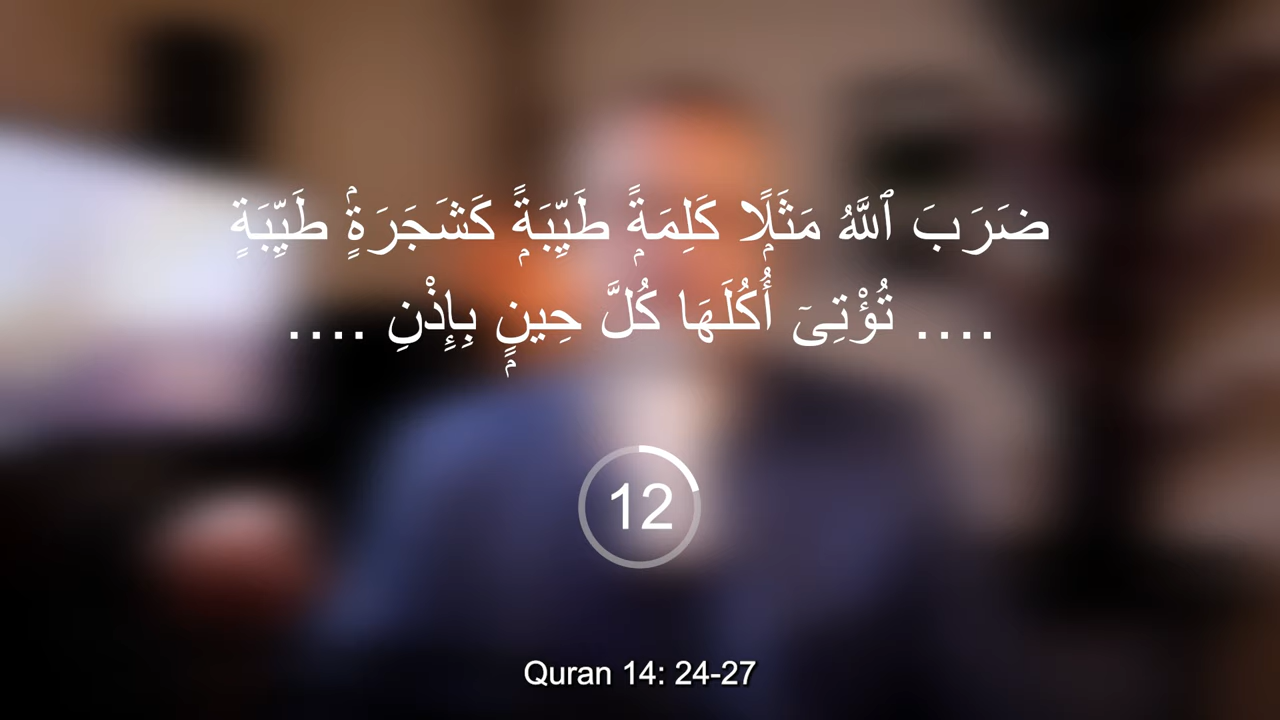 ضَرَبَ ٱللَّهُ مَثَلًۭا كَلِمَةًۭ طَيِّبَةًۭ كَشَجَرَةٍۢ طَيِّبَةٍ
.... تُؤْتِىٓ أُكُلَهَا كُلَّ حِينٍۭ بِإِذْنِ ....
12
Quran 14: 24-27